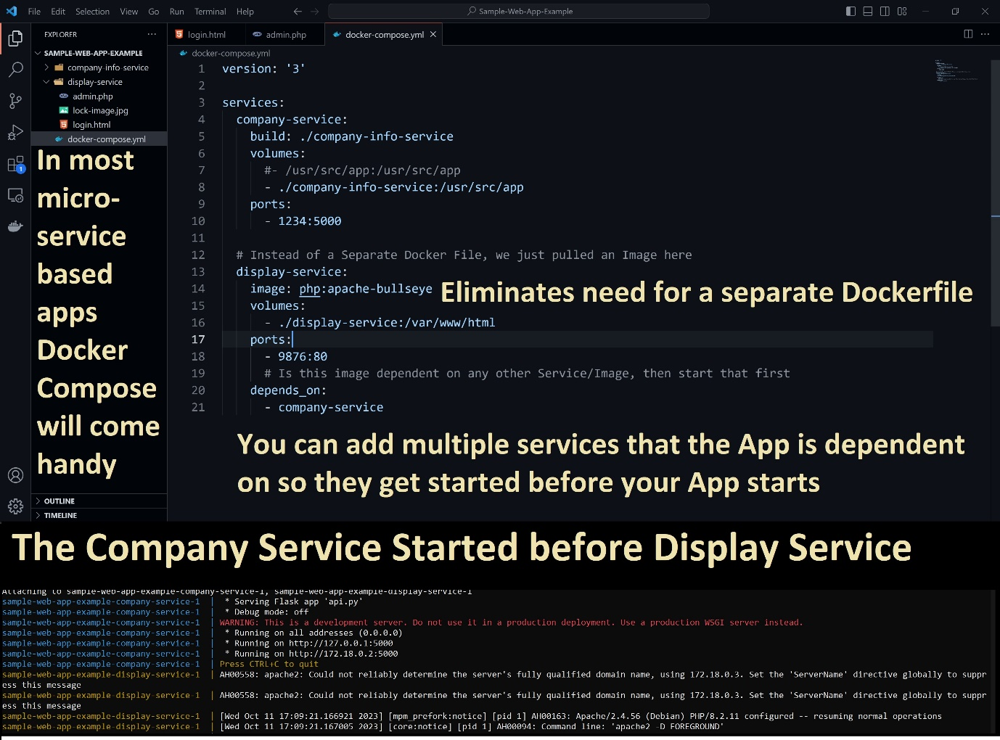 File Edit Selection View Go Run Terminal Help
Sample-Web-App-Example
EXPLORER
login.html
admin.php
docker-compose.yml
SAMPLE-WEB-APP-EXAMPLE
company-info-service
display-service
admin.php
lock-image.jpg
login.html
docker-compose.yml
1
In most
micro-
service
based
apps
Docker
Compose
will come
handy
OUTLINE
TIMELINE
docker-compose.yml
1 version: '3'
2
3 services:
4 company-service:
5 build: ./company-info-service
6 volumes:
7 #- /usr/src/app:/usr/src/app
8 - ./company-info-service:/usr/src/app
9 ports:
10 - 1234:5000
11
12 # Instead of a Separate Docker File, we just pulled an Image here
13 display-service:
14 image: php:apache-bullseye
Eliminates need for a separate Dockerfile
15 volumes:
16 - ./display-service:/var/www/html
17 ports:
18 - 9876:80
19 # Is this image dependent on any other Service/Image, then start that first
20 depends_on:
21 - company-service
You can add multiple services that the App is dependent
on so they get started before your App starts
The Company Service Started before Display Service
Attaching to sample-web-app-example-company-service-1, sample-web-app-example-display-service-1
sample-web-app-example-company-service-1 | * Serving Flask app 'api.py'
sample-web-app-example-company-service-1 | * Debug mode: off
sample-web-app-example-company-service-1 | WARNING: This is a development server. Do not use it in a production deployment. Use a production WSGI server instead.
sample-web-app-example-company-service-1 | * Running on all addresses (0.0.0.0)
sample-web-app-example-company-service-1 | * Running on http://127.0.0.1:5000
sample-web-app-example-company-service-1 | * Running on http://172.18.0.2:5000
sample-web-app-example-company-service-1 | Press CTRL+C to quit
sample-web-app-example-display-service-1 | AH00558: apache2: Could not reliably determine the server's fully qualified domain name, using 172.18.0.3. Set the 'ServerName' directive globally to suppr
ess this message
sample-web-app-example-display-service-1 | AH00558: apache2: Could not reliably determine the server's fully qualified domain name, using 172.18.0.3. Set the 'ServerName' directive globally to suppr
ess this message
sample-web-app-example-display-service-1 | [Wed Oct 11 17:09:21.166921 2023] [mpm_prefork:notice] [pid 1] AH00163: Apache/2.4.56 (Debian) PHP/8.2.11 configured -- resuming normal operations
sample-web-app-example-display-service-1 | [Wed Oct 11 17:09:21.167005 2023] [core:notice] [pid 1] AH00094: Command line: 'apache2 -D FOREGROUND'